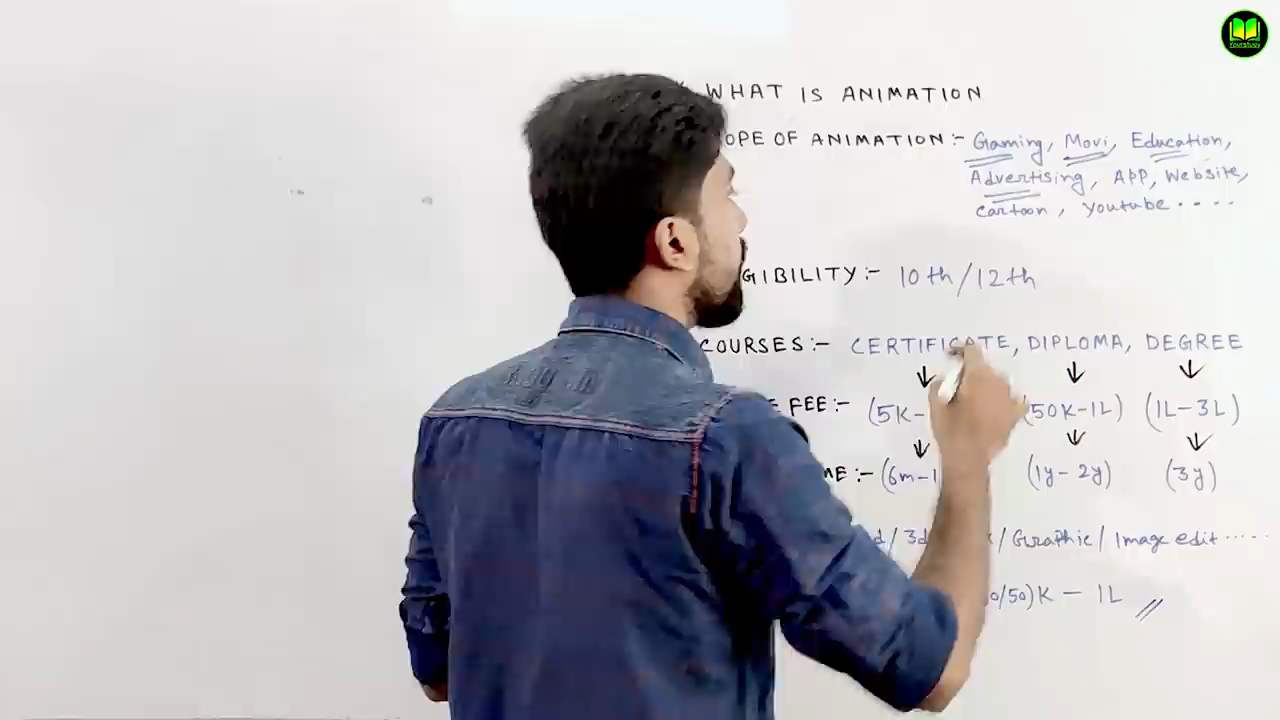 WHAT IS ANIMATION
OPE OF ANIMATION:- Gaming, Movi, Education,
Advertising, APP, Website,
Cartoon, Youtube....
GIBILITY:- 10th/12th
COURSES:- CERTIFICATE, DIPLOMA, DEGREE
E FEE:- (5K- (50K-1L) (1L-3L)
ME:- (6m-1 (1y-2y) (3y)
d/3d /Graphic/Image edit.....
0/50)K - 1L